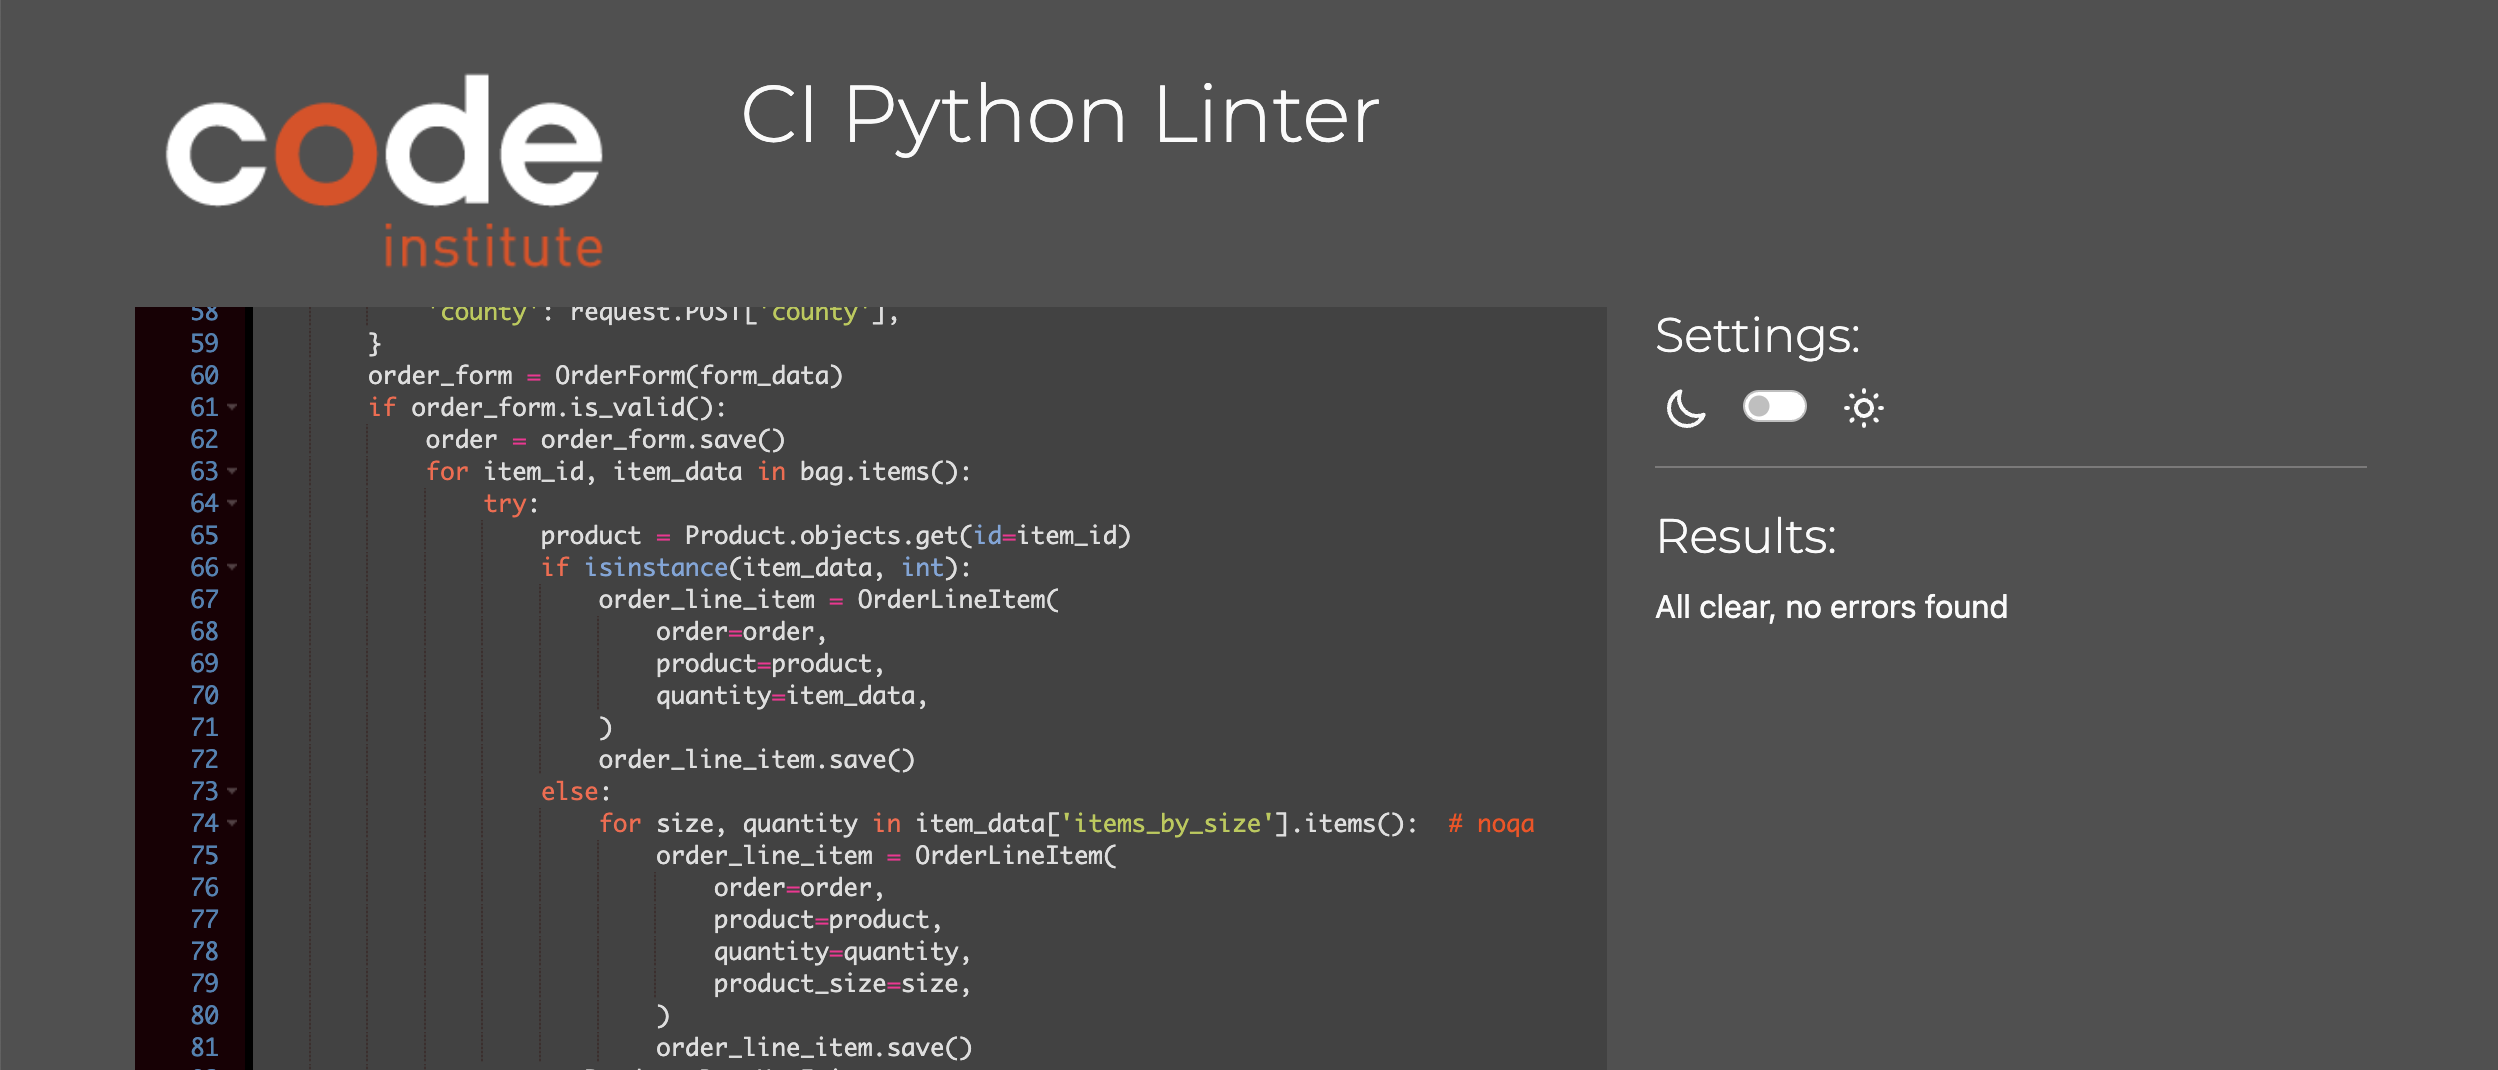 code
institute
CI Python Linter
58 'county': request.POST['county'],
59 }
60 order_form = OrderForm(form_data)
61 if order_form.is_valid():
62 order = order_form.save()
63 for item_id, item_data in bag.items():
64 try:
65 product = Product.objects.get(id=item_id)
66 if isinstance(item_data, int):
67 order_line_item = OrderLineItem(
68 order=order,
69 product=product,
70 quantity=item_data,
71 )
72 order_line_item.save()
73 else:
74 for size, quantity in item_data['items_by_size'].items():  # noqa
75 order_line_item = OrderLineItem(
76 order=order,
77 product=product,
78 quantity=quantity,
79 product_size=size,
80 )
81 order_line_item.save()
Settings:
Results:
All clear, no errors found